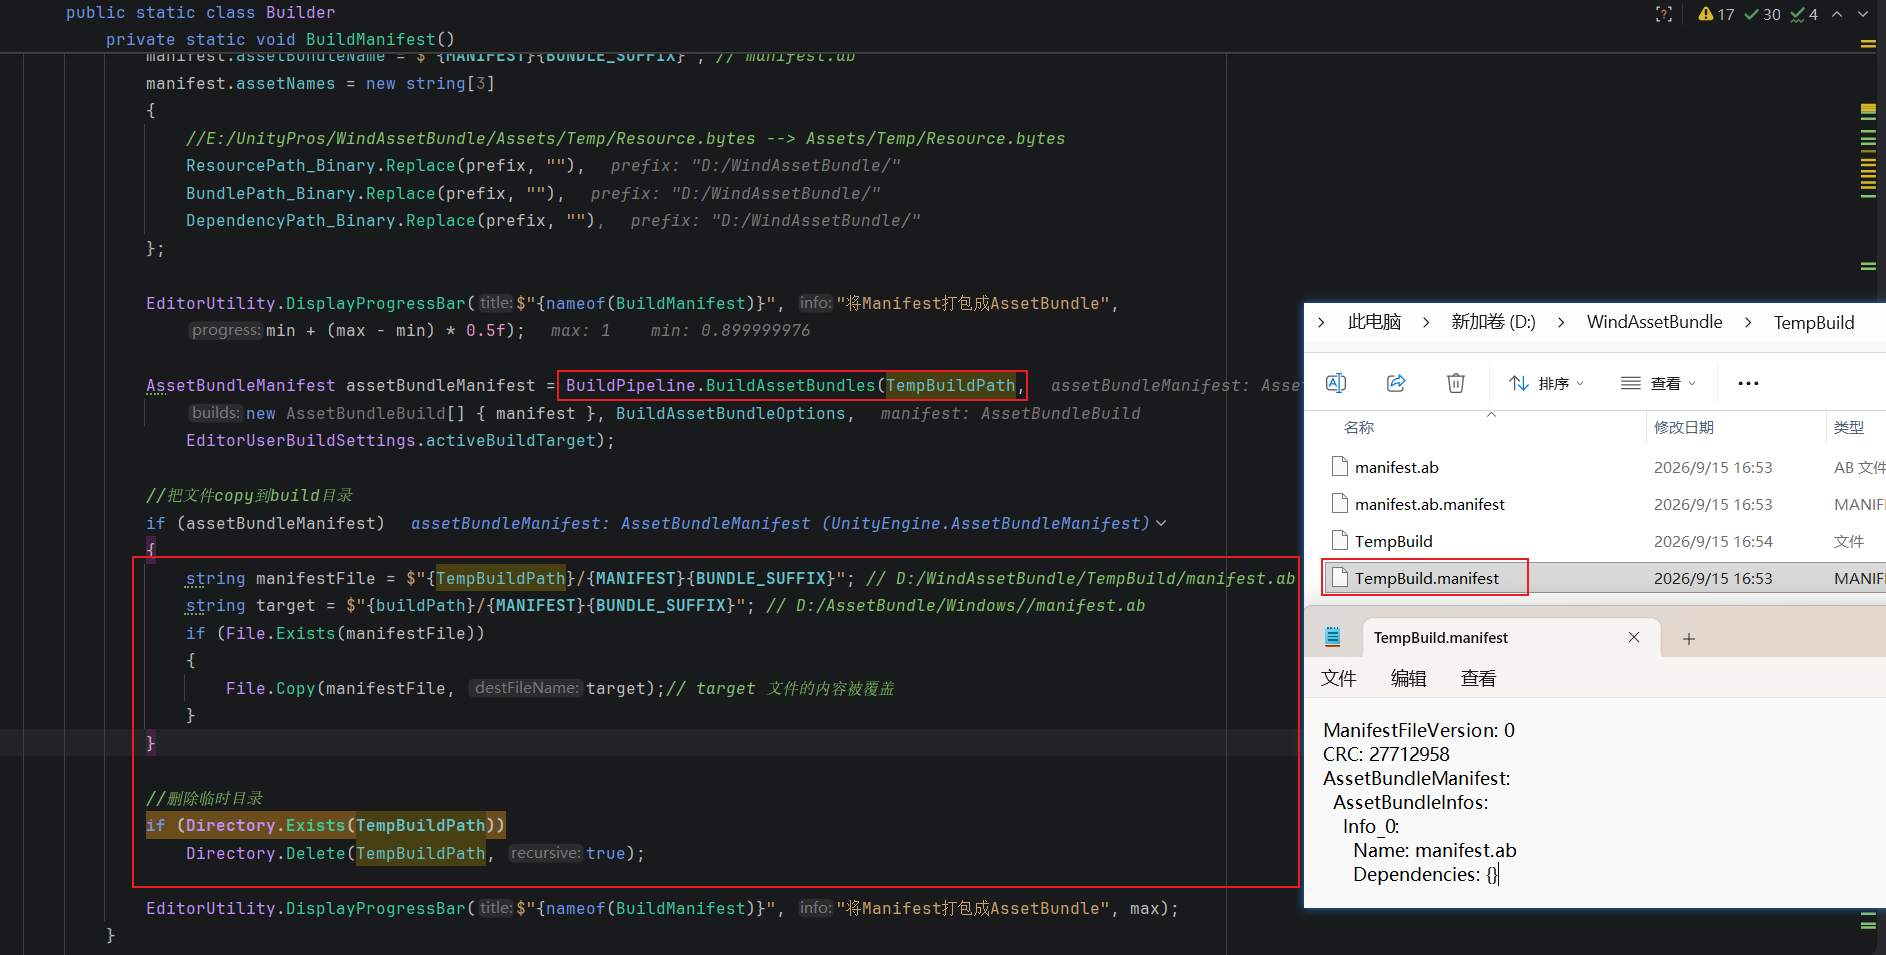 public static class Builder
17 30 4
private static void BuildManifest()
manifest.assetBundleName = $"{MANIFEST}{BUNDLE_SUFFIX}"; // manifest.ab
manifest.assetNames = new string[3]
{
//E:/UnityPros/WindAssetBundle/Assets/Temp/Resource.bytes --> Assets/Temp/Resource.bytes
ResourcePath_Binary.Replace(prefix, ""), prefix: "D:/WindAssetBundle/"
BundlePath_Binary.Replace(prefix, ""), prefix: "D:/WindAssetBundle/"
DependencyPath_Binary.Replace(prefix, ""), prefix: "D:/WindAssetBundle/"
};
EditorUtility.DisplayProgressBar( title: $"{nameof(BuildManifest)}", info: "将Manifest打包成AssetBundle",
progress: min + (max - min) * 0.5f); max: 1 min: 0.899999976
AssetBundleManifest assetBundleManifest = BuildPipeline.BuildAssetBundles(TempBuildPath, assetBundleManifest: Asse
builds: new AssetBundleBuild[] { manifest }, BuildAssetBundleOptions, manifest: AssetBundleBuild
EditorUserBuildSettings.activeBuildTarget);
//把文件copy到build目录
if (assetBundleManifest) assetBundleManifest: AssetBundleManifest (UnityEngine.AssetBundleManifest)
{
string manifestFile = $"{TempBuildPath}/{MANIFEST}{BUNDLE_SUFFIX}"; // D:/WindAssetBundle/TempBuild/manifest.ab
string target = $"{buildPath}/{MANIFEST}{BUNDLE_SUFFIX}"; // D:/AssetBundle/Windows//manifest.ab
if (File.Exists(manifestFile))
{
File.Copy(manifestFile, destFileName: target);// target 文件的内容被覆盖
}
}
//删除临时目录
if (Directory.Exists(TempBuildPath))
Directory.Delete(TempBuildPath, recursive: true);
EditorUtility.DisplayProgressBar( title: $"{nameof(BuildManifest)}", info: "将Manifest打包成AssetBundle", max);
}
> 此电脑 > 新加卷 (D:) > WindAssetBundle > TempBuild
排序 查看 •••
名称 修改日期 类型
manifest.ab 2026/9/15 16:53 AB 文件
manifest.ab.manifest 2026/9/15 16:53 MANIF
TempBuild 2026/9/15 16:54 文件
TempBuild.manifest 2026/9/15 16:53 MANIF
TempBuild.manifest × +
文件 编辑 查看
ManifestFileVersion: 0
CRC: 27712958
AssetBundleManifest:
AssetBundleInfos:
Info_0:
Name: manifest.ab
Dependencies: {}